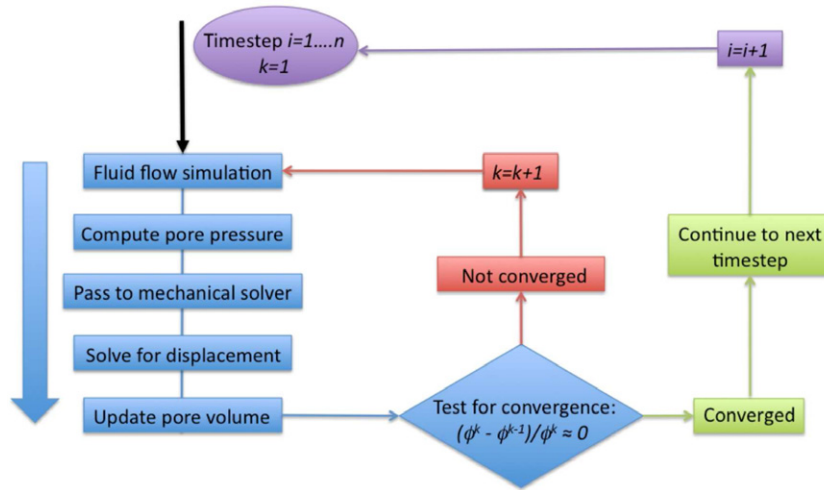 Timestep i=1....n
k=1
i=i+1
Fluid flow simulation
k=k+1
Compute pore pressure
Continue to next
timestep
Pass to mechanical solver
Not converged
Solve for displacement
Update pore volume
Test for convergence:
(ϕᵏ - ϕᵏ⁻¹)/ϕᵏ ≈ 0
Converged